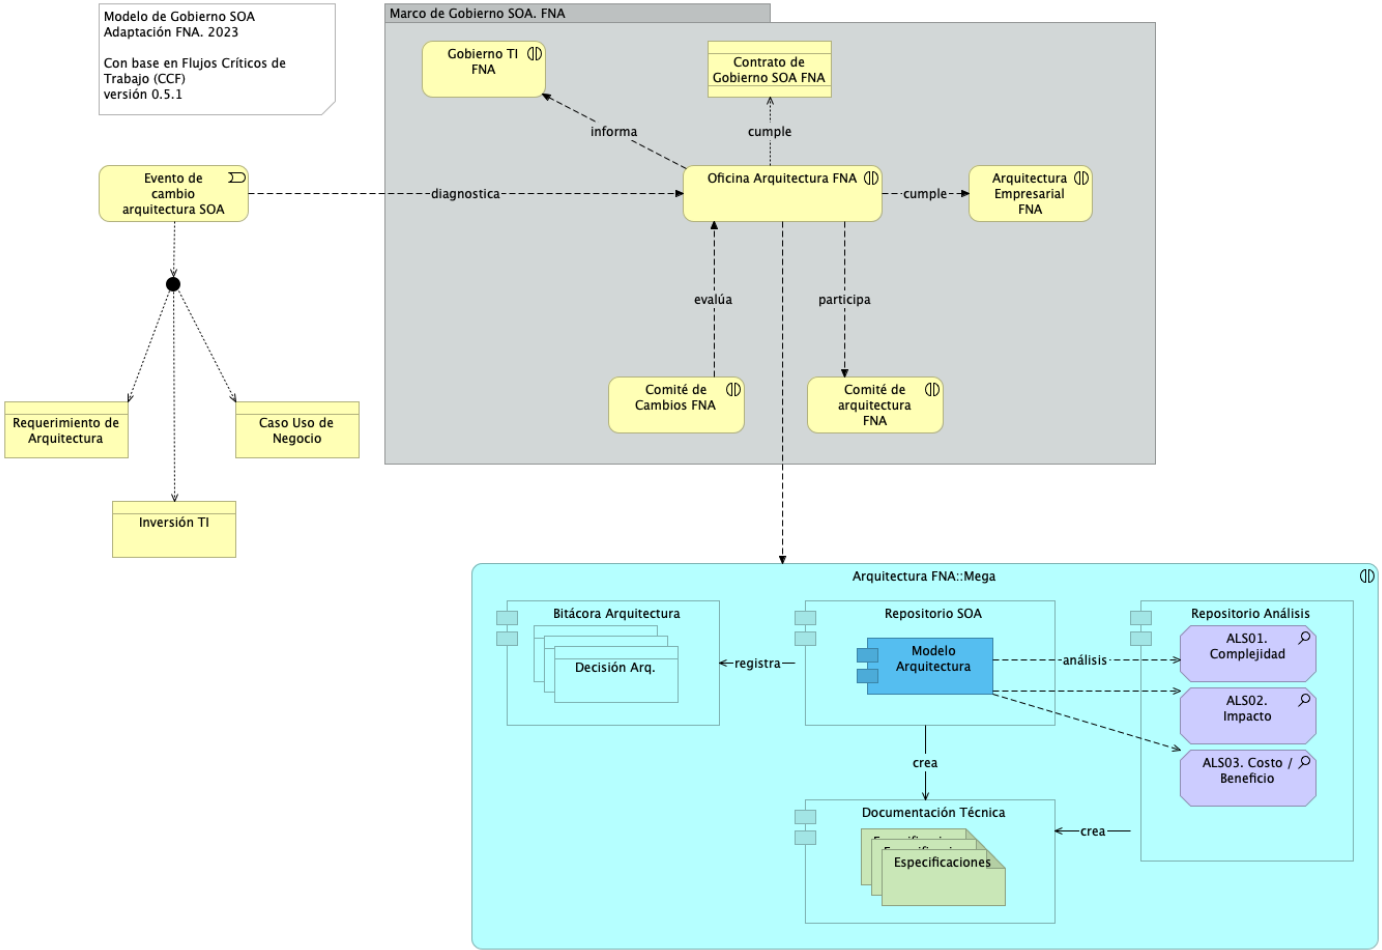 Modelo de Gobierno SOA
Adaptación FNA. 2023
Con base en Flujos Críticos de
Trabajo (CCF)
versión 0.5.1
Marco de Gobierno SOA. FNA
Gobierno TI
FNA
Contrato de
Gobierno SOA FNA
informa
cumple
Evento de
cambio
arquitectura SOA
diagnostica
Oficina Arquitectura FNA
cumple
Arquitectura
Empresarial
FNA
evalúa
participa
Comité de
Cambios FNA
Comité de
arquitectura
FNA
Requerimiento de
Arquitectura
Caso Uso de
Negocio
Inversión TI
Arquitectura FNA::Mega
Bitácora Arquitectura
Decisión Arq.
registra
Repositorio SOA
Modelo
Arquitectura
análisis
Repositorio Análisis
ALS01.
Complejidad
ALS02.
Impacto
ALS03. Costo /
Beneficio
crea
Documentación Técnica
Especificaciones
crea